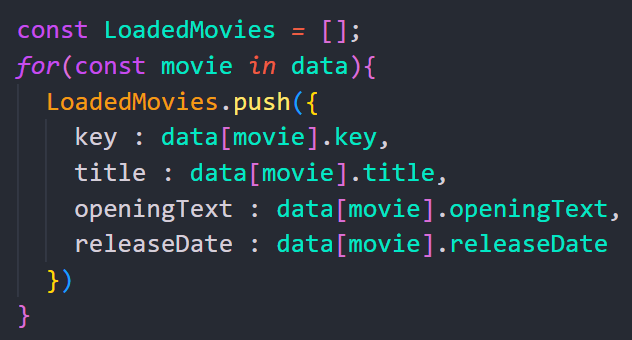 const LoadedMovies = [];
for(const movie in data){
  LoadedMovies.push({
    key : data[movie].key,
    title : data[movie].title,
    openingText : data[movie].openingText,
    releaseDate : data[movie].releaseDate
  })
}